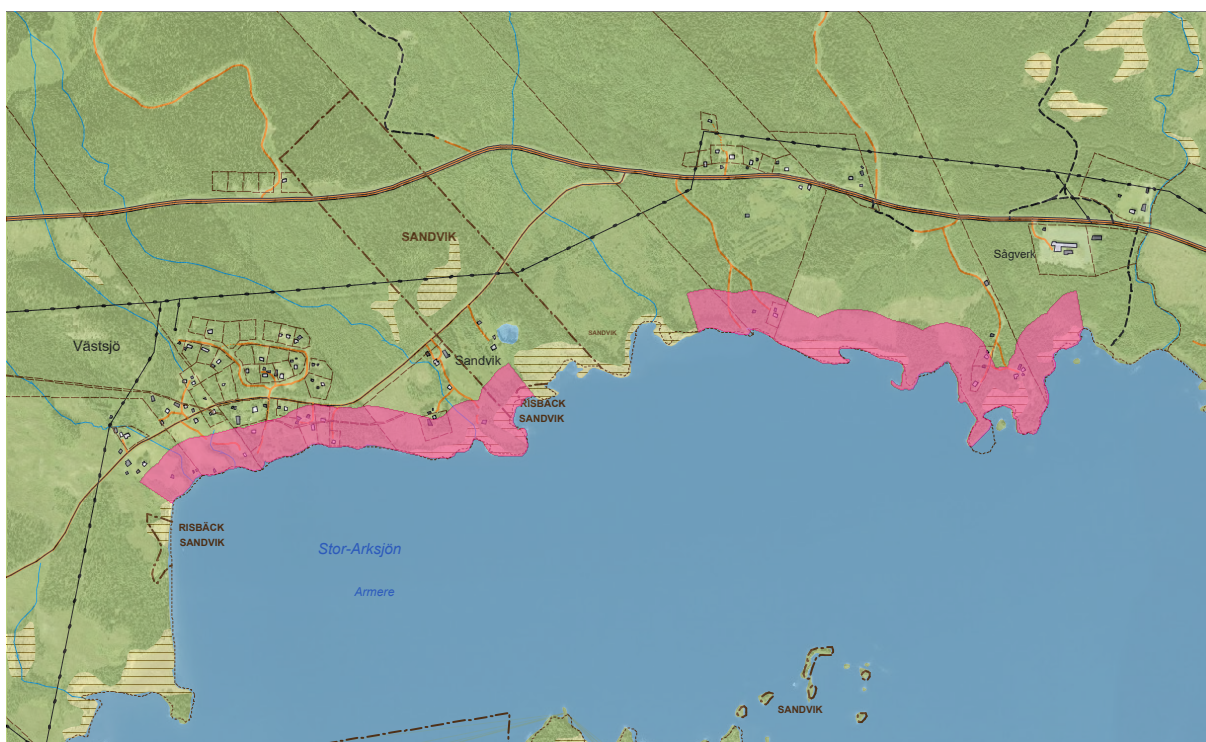 SANDVIK
Sågverk
SANDVIK
Västsjö
Sandvik
RISBÄCK
SANDVIK
RISBÄCK
SANDVIK
Stor-Arksjön
Armere
SANDVIK